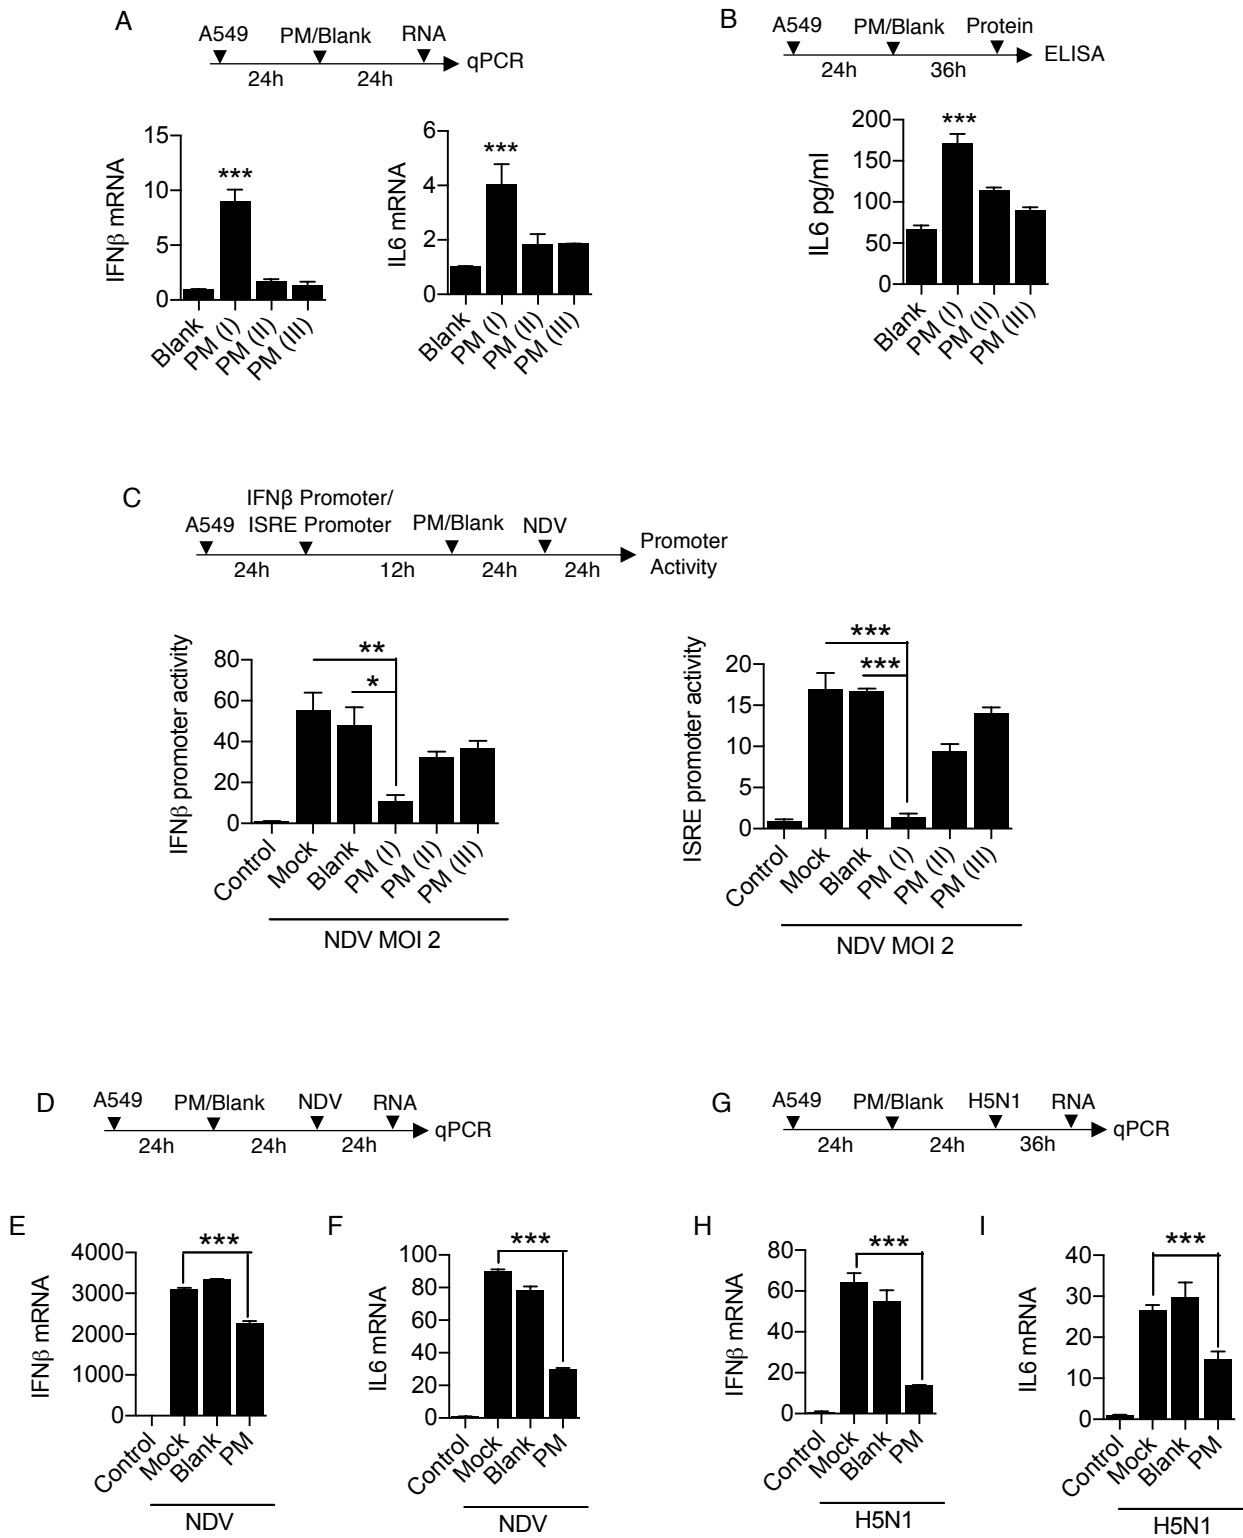 A
A549 PM/Blank RNA
24h 24h
qPCR
IFNβ mRNA
15
10
5
0
***
Blank
PM (I)
PM (II)
PM (III)
IL6 mRNA
6
4
2
0
***
Blank
PM (I)
PM (II)
PM (III)
B
A549 PM/Blank Protein
24h 36h
ELISA
IL6 pg/ml
200
150
100
50
0
***
Blank
PM (I)
PM (II)
PM (III)
C
IFNβ Promoter/
A549 ISRE Promoter PM/Blank NDV
24h 12h 24h 24h
Promoter
Activity
IFNβ promoter activity
80
60
40
20
0
**
*
Control
Mock
Blank
PM (I)
PM (II)
PM (III)
NDV MOI 2
ISRE promoter activity
20
15
10
5
0
***
***
Control
Mock
Blank
PM (I)
PM (II)
PM (III)
NDV MOI 2
D
A549 PM/Blank NDV RNA
24h 24h 24h
qPCR
E
IFNβ mRNA
4000
3000
2000
1000
0
***
Control
Mock
Blank
PM
NDV
F
IL6 mRNA
100
80
60
40
20
0
***
Control
Mock
Blank
PM
NDV
G
A549 PM/Blank H5N1 RNA
24h 24h 36h
qPCR
H
IFNβ mRNA
80
60
40
20
0
***
Control
Mock
Blank
PM
H5N1
I
IL6 mRNA
40
30
20
10
0
***
Control
Mock
Blank
PM
H5N1